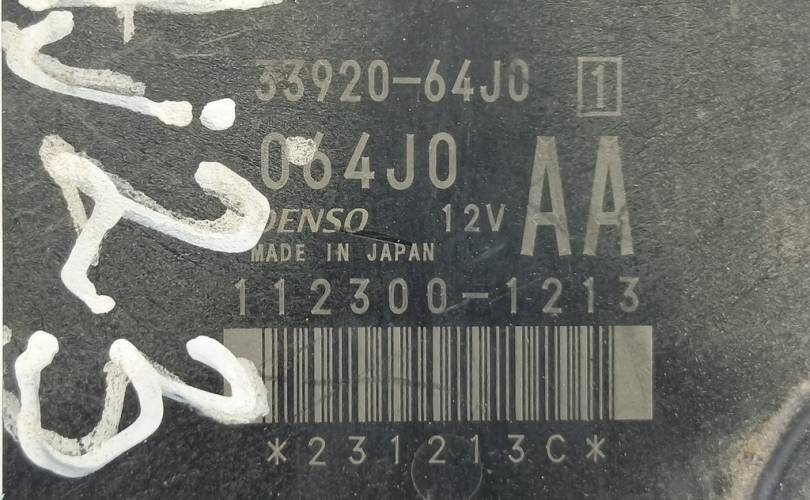 33920-64J0 1
064J0 AA
DENSO 12V
MADE IN JAPAN
112300-1213
*231213C*